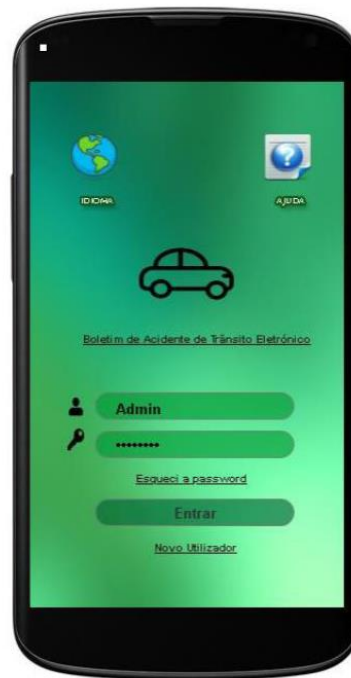 IDIOMA
AJUDA
Boletim de Acidente de Trânsito Eletrónico
Admin
••••••••
Esqueci a password
Entrar
Novo Utilizador